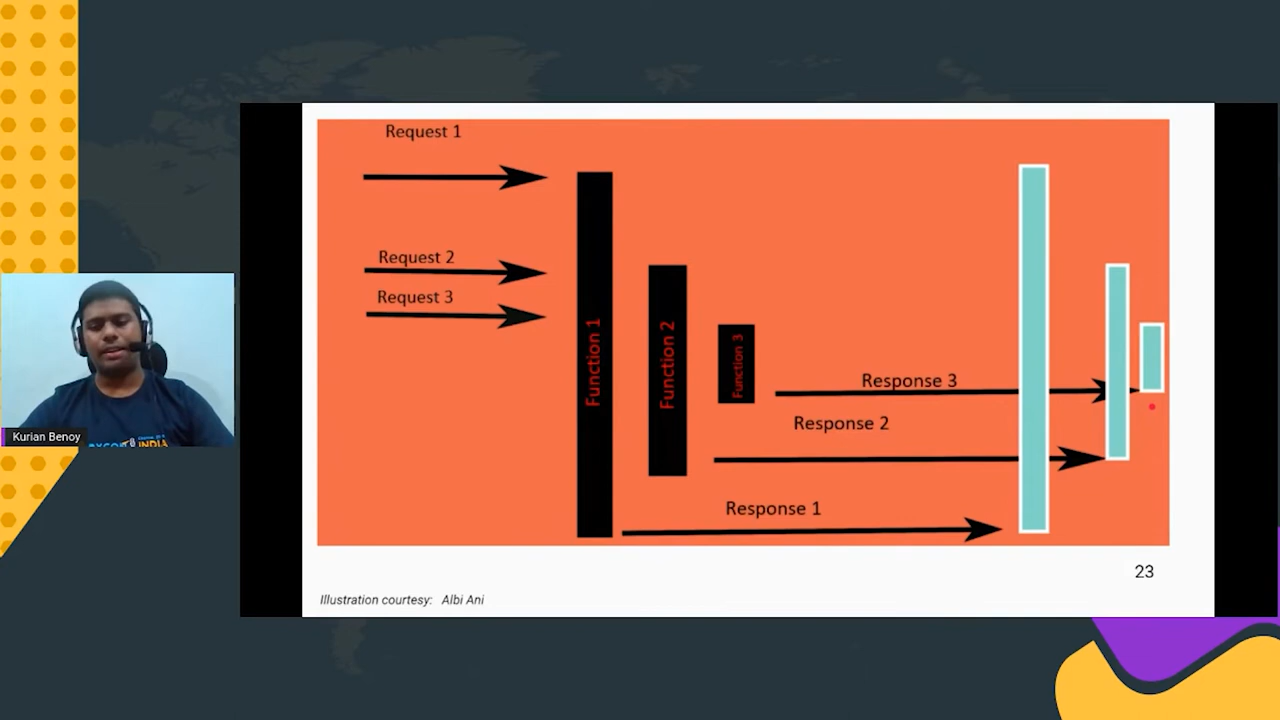 Request 1
Request 2
Request 3
Function 1
Function 2
Function 3
Response 3
Response 2
Response 1
23
Illustration courtesy: Albi Ani
Kurian Benoy
INDIA